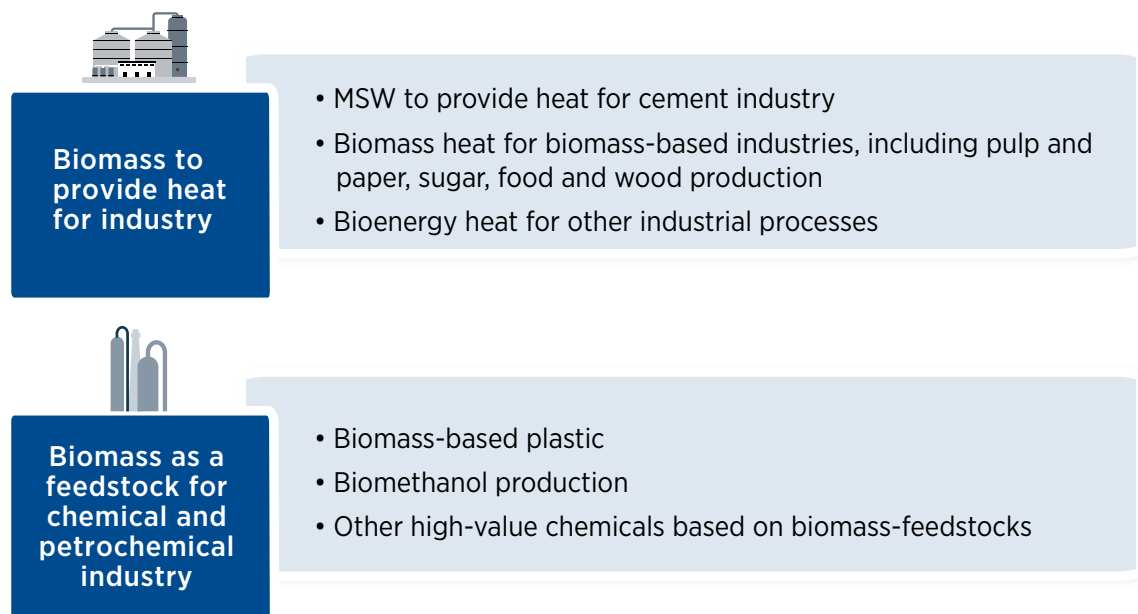 Biomass to
provide heat
for industry
• MSW to provide heat for cement industry
• Biomass heat for biomass-based industries, including pulp and
paper, sugar, food and wood production
• Bioenergy heat for other industrial processes
Biomass as a
feedstock for
chemical and
petrochemical
industry
• Biomass-based plastic
• Biomethanol production
• Other high-value chemicals based on biomass-feedstocks